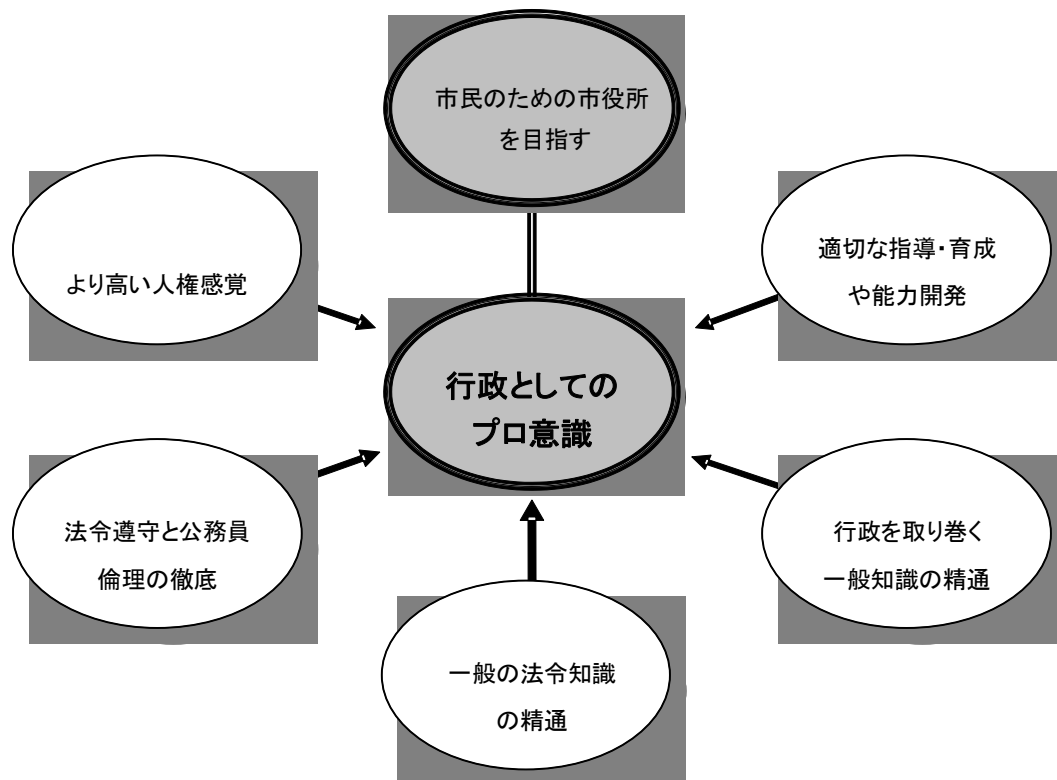 市民のための市役所
を目指す
より高い人権感覚
適切な指導・育成
や能力開発
行政としての
プロ意識
法令遵守と公務員
倫理の徹底
行政を取り巻く
一般知識の精通
一般の法令知識
の精通